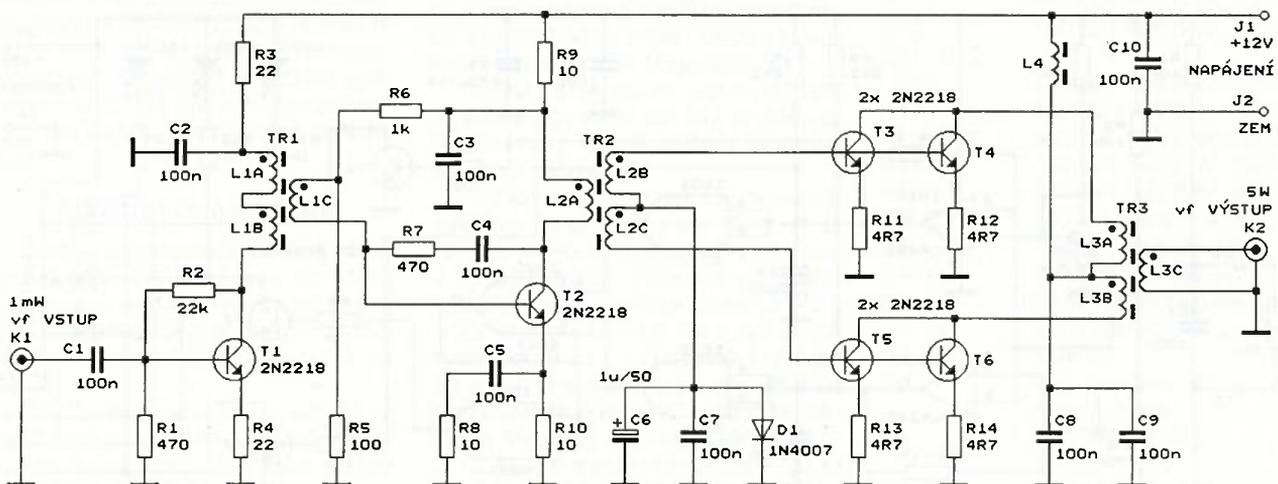 R3
22
R9
10
J1
+12V
NAPÁJENÍ
J2
ZEM
L4
C10
100n
R6
1k
2x 2N2218
T3
T4
C2
100n
TR1
L1A
L1B
L1C
C3
100n
TR2
L2A
L2B
L2C
R11
4R7
R12
4R7
5W
vf VÝSTUP
K2
TR3
L3A
L3B
L3C
R7
470
C4
100n
R2
22k
T2
2N2218
2x 2N2218
T5
T6
1mW
vf VSTUP
K1
C1
100n
T1
2N2218
C5
100n
1u/50
R1
470
R4
22
R5
100
R8
10
R10
10
+
C6
C7
100n
D1
1N4007
R13
4R7
R14
4R7
C8
100n
C9
100n